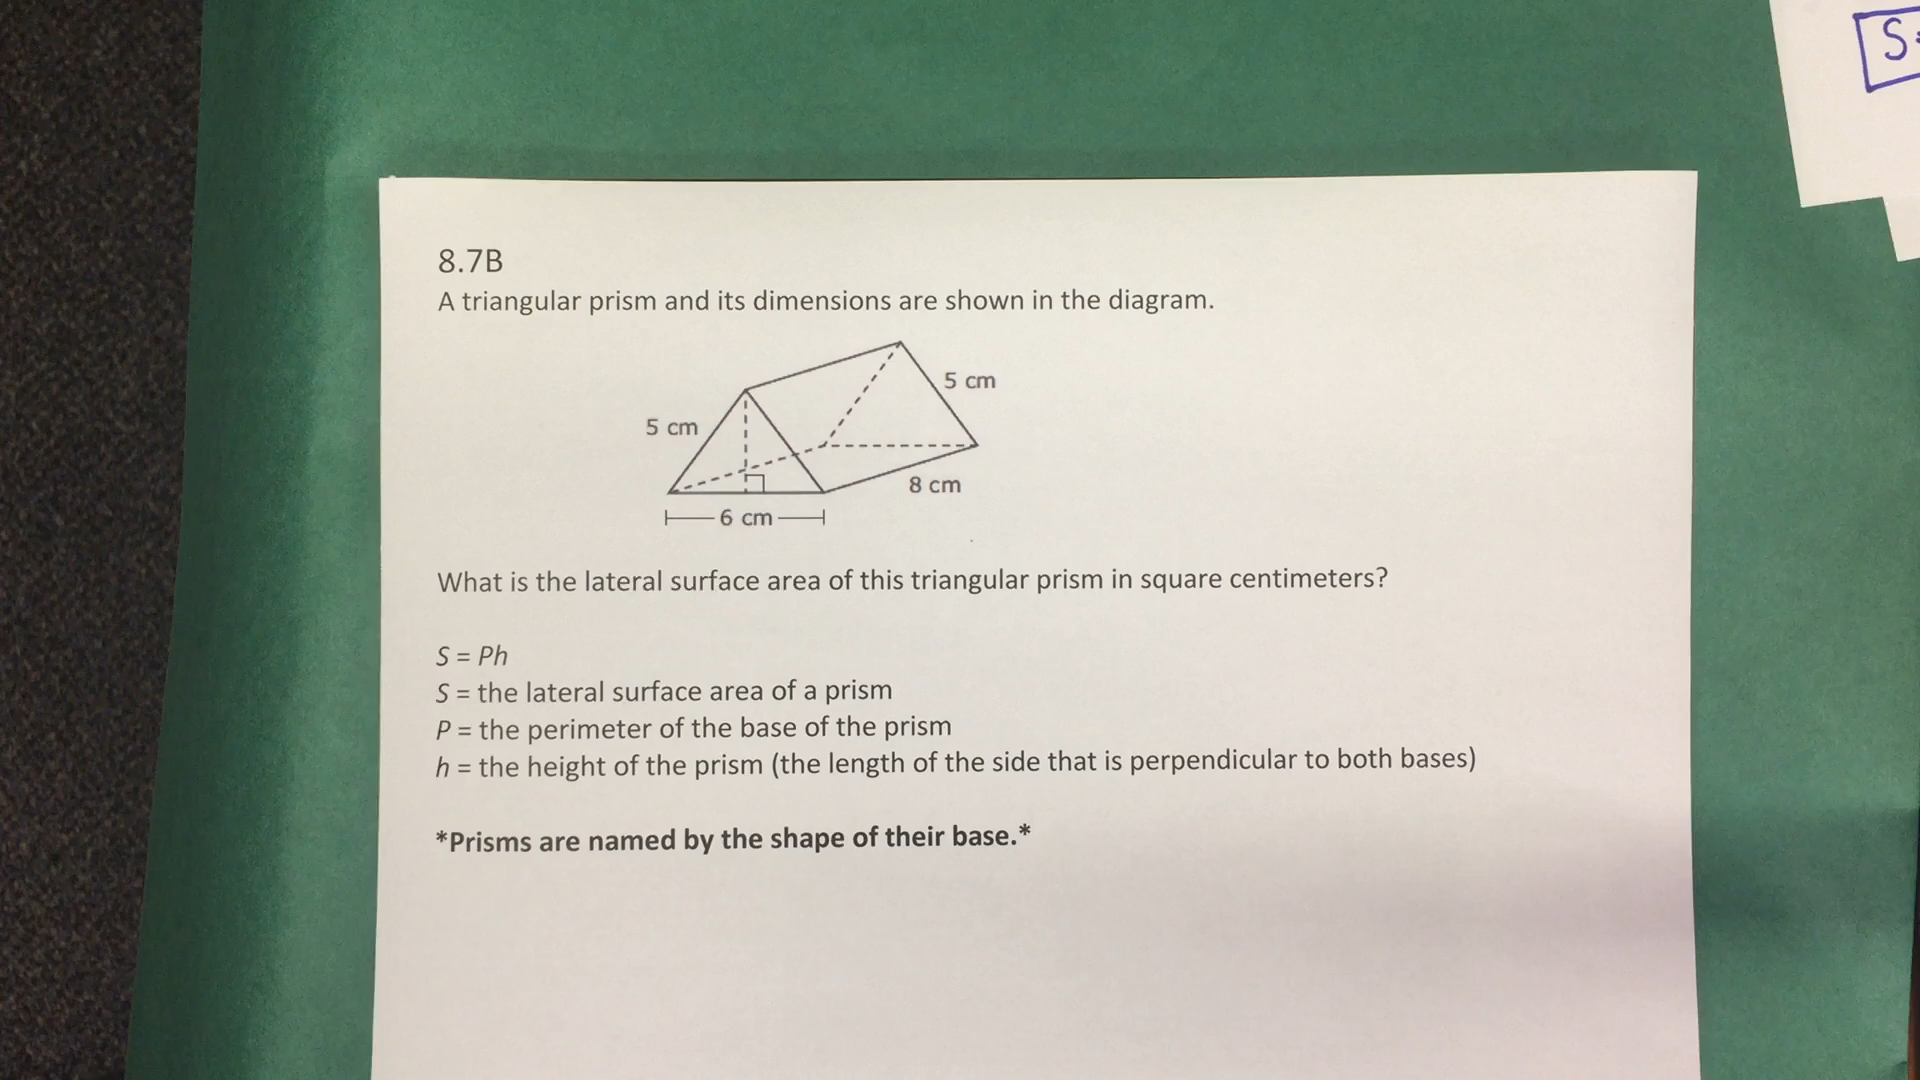 S
8.7B
A triangular prism and its dimensions are shown in the diagram.
5 cm
5 cm
8 cm
6 cm
What is the lateral surface area of this triangular prism in square centimeters?
S = Ph
S = the lateral surface area of a prism
P = the perimeter of the base of the prism
h = the height of the prism (the length of the side that is perpendicular to both bases)
*Prisms are named by the shape of their base.*